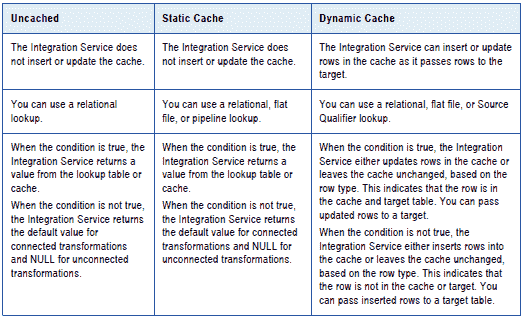 Uncached
Static Cache
Dynamic Cache
The Integration Service does
not insert or update the cache.
The Integration Service does
not insert or update the cache.
The Integration Service can insert or update
rows in the cache as it passes rows to the
target.
You can use a relational
lookup.
You can use a relational, flat
file, or pipeline lookup.
You can use a relational, flat file, or Source
Qualifier lookup.
When the condition is true, the
Integration Service returns a
value from the lookup table or
cache.
When the condition is not true,
the Integration Service returns
the default value for
connected transformations
and NULL for unconnected
transformations.
When the condition is true, the
Integration Service returns a
value from the lookup table or
cache.
When the condition is not true,
the Integration Service returns
the default value for
connected transformations
and NULL for
unconnected transformations.
When the condition is true, the Integration
Service either updates rows in the cache or
leaves the cache unchanged, based on the
row type. This indicates that the row is in
the cache and target table. You can pass
updated rows to a target.
When the condition is not true, the
Integration Service either inserts rows into
the cache or leaves the cache unchanged,
based on the row type. This indicates that
the row is not in the cache or target. You
can pass inserted rows to a target table.